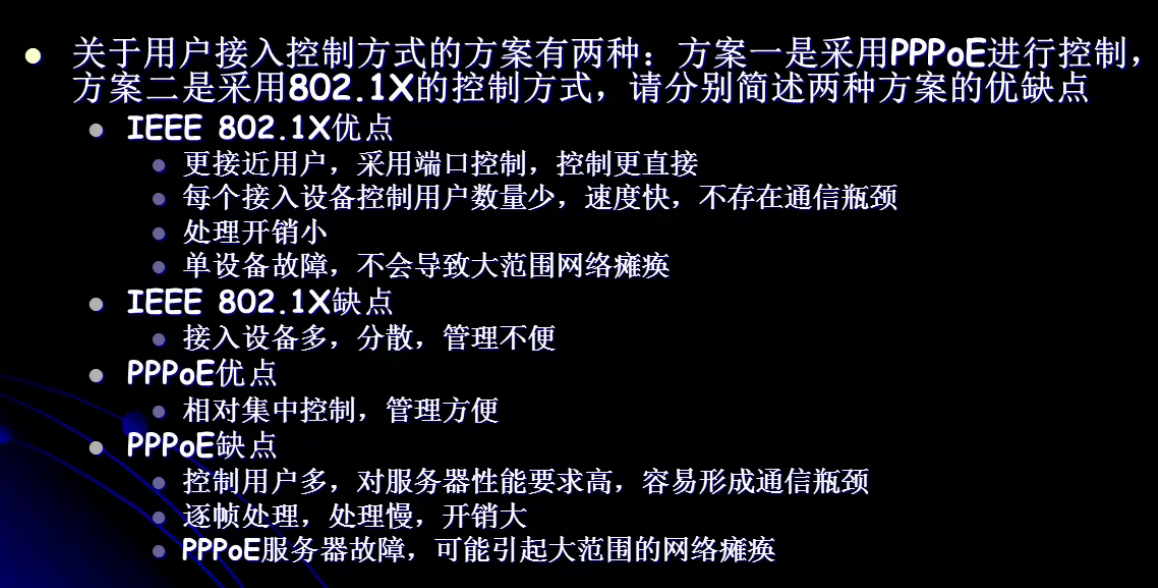 关于用户接入控制方式的方案有两种：方案一是采用PPPoE进行控制，
方案二是采用802.1X的控制方式，请分别简述两种方案的优缺点
IEEE 802.1X优点
更接近用户，采用端口控制，控制更直接
每个接入设备控制用户数量少，速度快，不存在通信瓶颈
处理开销小
单设备故障，不会导致大范围网络瘫痪
IEEE 802.1X缺点
接入设备多，分散，管理不便
PPPoE优点
相对集中控制，管理方便
PPPoE缺点
控制用户多，对服务器性能要求高，容易形成通信瓶颈
逐帧处理，处理慢，开销大
PPPoE服务器故障，可能引起大范围的网络瘫痪